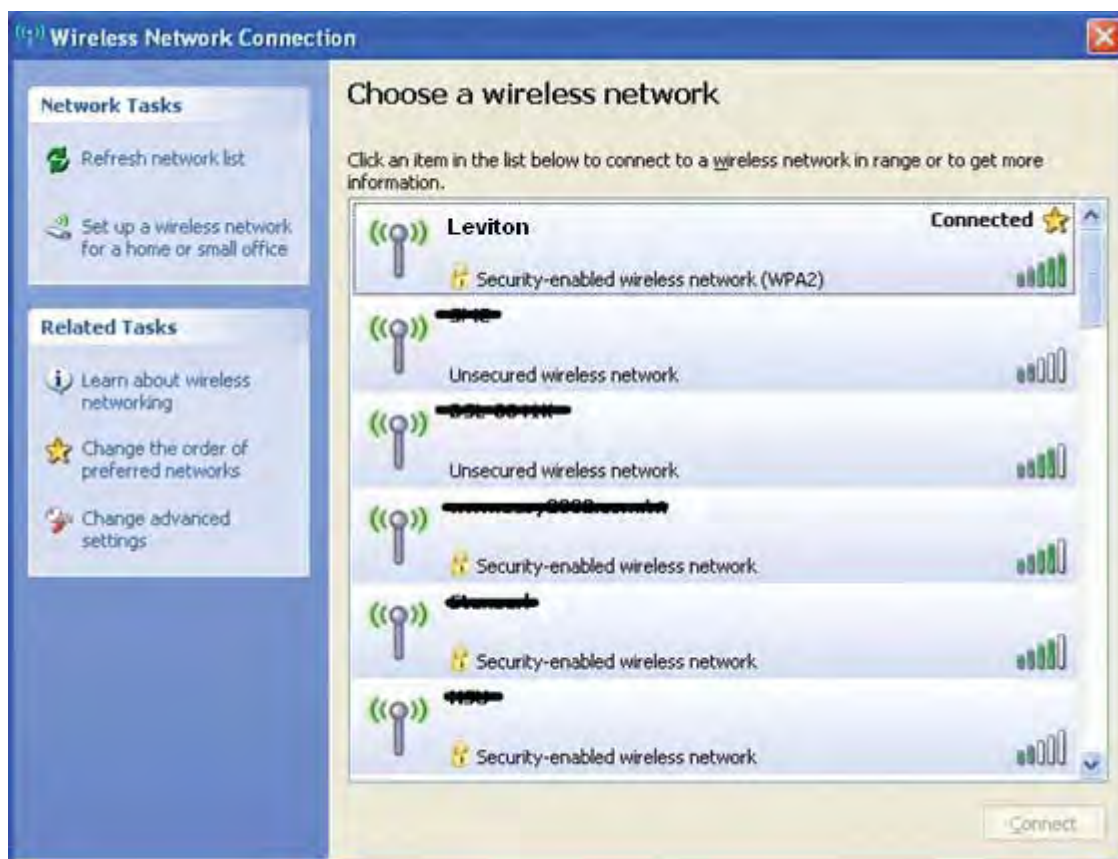 Wireless Network Connection
Network Tasks
Refresh network list
Set up a wireless network
for a home or small office
Related Tasks
Learn about wireless
networking
Change the order of
preferred networks
Change advanced
settings
Choose a wireless network
Click an item in the list below to connect to a wireless network in range or to get more
information.
Leviton
Connected
Security-enabled wireless network (WPA2)
Unsecured wireless network
Unsecured wireless network
Security-enabled wireless network
Security-enabled wireless network
Security-enabled wireless network
Connect